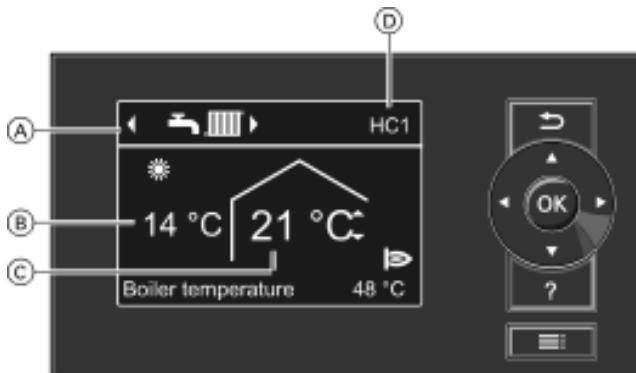 D
A
HC1
B
14 °C
21 °C
C
Boiler temperature 48 °C
OK
?